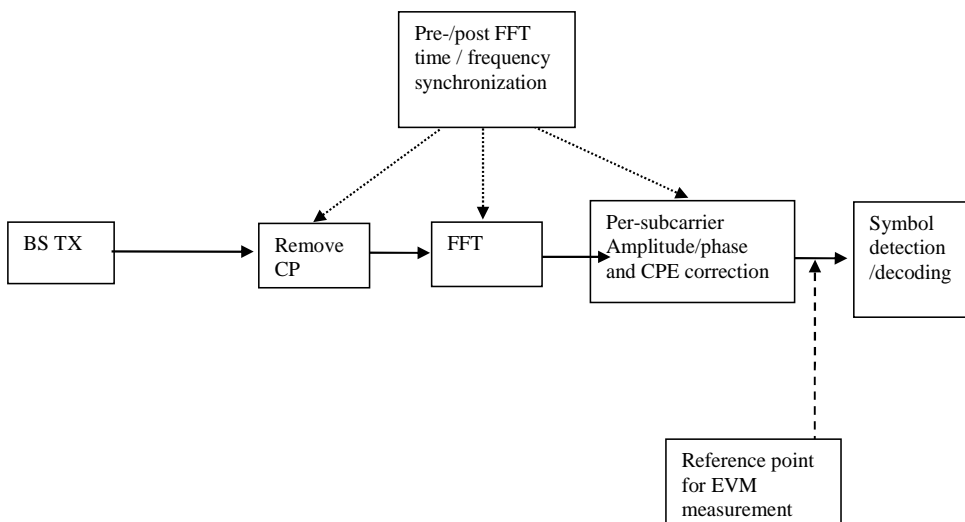 Pre-/post FFT
time / frequency
synchronization
BS TX
Remove
CP
FFT
Per-subcarrier
Amplitude/phase
and CPE correction
Symbol
detection
/decoding
Reference point
for EVM
measurement